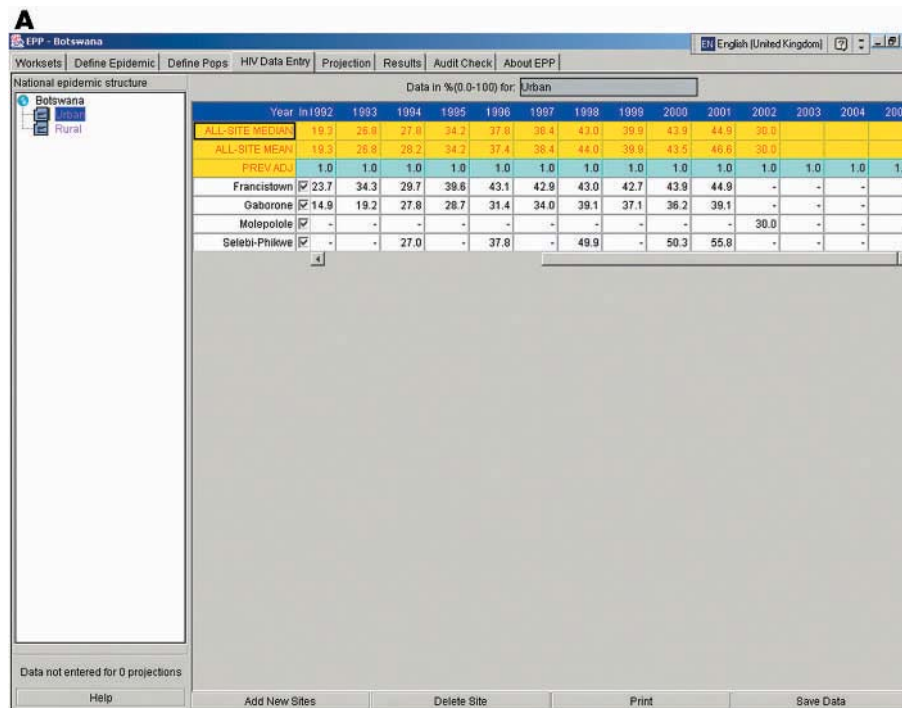 A
EPP - Botswana
EN English (United Kingdom)
Worksets Define Epidemic Define Pops HIV Data Entry Projection Results Audit Check About EPP
National epidemic structure
Data in %(0.0-100) for: Urban
Botswana
Urban
Rural
Year In 1992 1993 1994 1995 1996 1997 1998 1999 2000 2001 2002 2003 2004 200
ALL-SITE MEDIAN 19.3 26.8 27.8 34.2 37.8 38.4 43.0 39.9 43.9 44.9 30.0
ALL-SITE MEAN 19.3 26.8 28.2 34.2 37.4 38.4 44.0 39.9 43.5 46.6 30.0
PREV ADJ 1.0 1.0 1.0 1.0 1.0 1.0 1.0 1.0 1.0 1.0 1.0 1.0 1.0 1.
Francistown 23.7 34.3 29.7 39.6 43.1 42.9 43.0 42.7 43.9 44.9 - - -
Gaborone 14.9 19.2 27.8 28.7 31.4 34.0 39.1 37.1 36.2 39.1 - - -
Molepolole - - - - - - - - - - 30.0 - -
Selebi-Phikwe - - 27.0 - 37.8 - 49.9 - 50.3 55.8 - - -
Data not entered for 0 projections
Help Add New Sites Delete Site Print Save Data